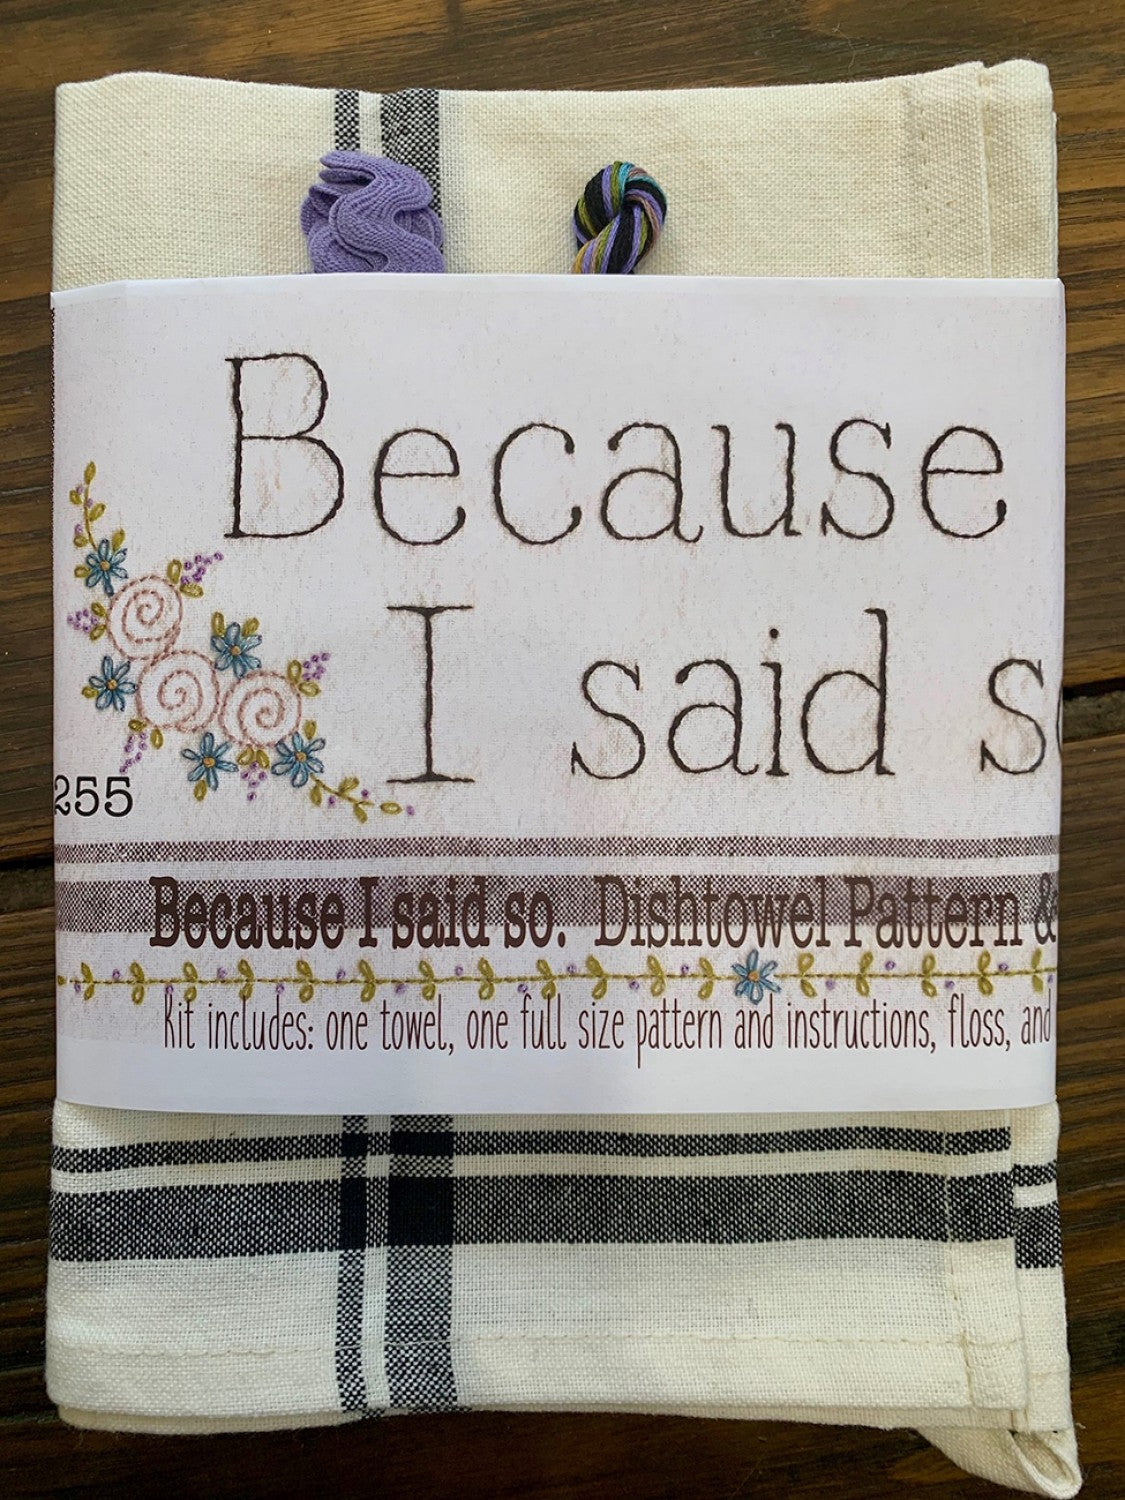 Because
I said so
255
Because I said so. Dishtowel Pattern &
kit includes: one towel, one full size pattern and instructions, floss, and